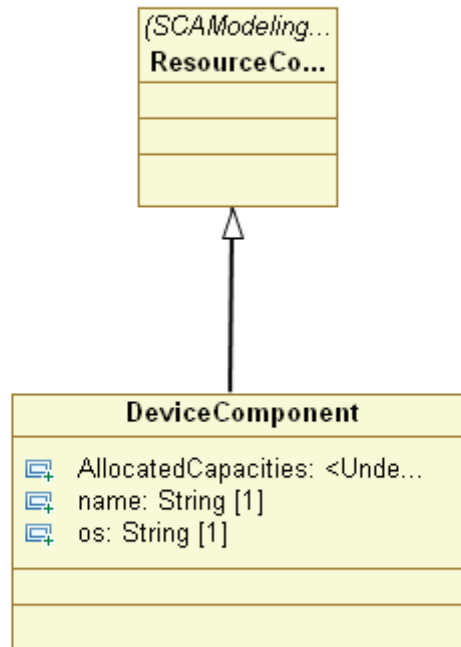 (SCAModeling...
ResourceCo...
DeviceComponent
AllocatedCapacities: <Unde...
name: String [1]
os: String [1]